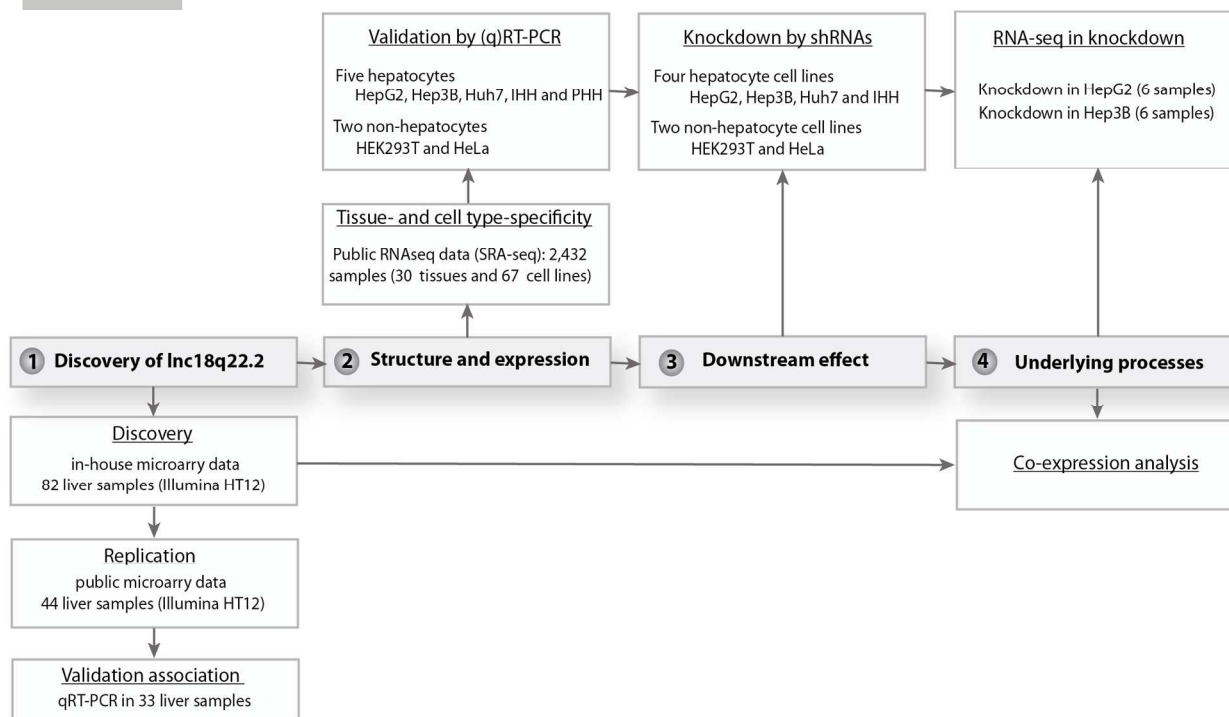 Validation by (q)RT-PCR
Five hepatocytes
HepG2, Hep3B, Huh7, IHH and PHH
Two non-hepatocytes
HEK293T and HeLa
Knockdown by shRNAs
Four hepatocyte cell lines
HepG2, Hep3B, Huh7 and IHH
Two non-hepatocyte cell lines
HEK293T and HeLa
RNA-seq in knockdown
Knockdown in HepG2 (6 samples)
Knockdown in Hep3B (6 samples)
Tissue- and cell type-specificity
Public RNAseq data (SRA-seq): 2,432
samples (30 tissues and 67 cell lines)
1 Discovery of lnc18q22.2
2 Structure and expression
3 Downstream effect
4 Underlying processes
Discovery
in-house microarry data
82 liver samples (Illumina HT12)
Co-expression analysis
Replication
public microarry data
44 liver samples (Illumina HT12)
Validation association
qRT-PCR in 33 liver samples